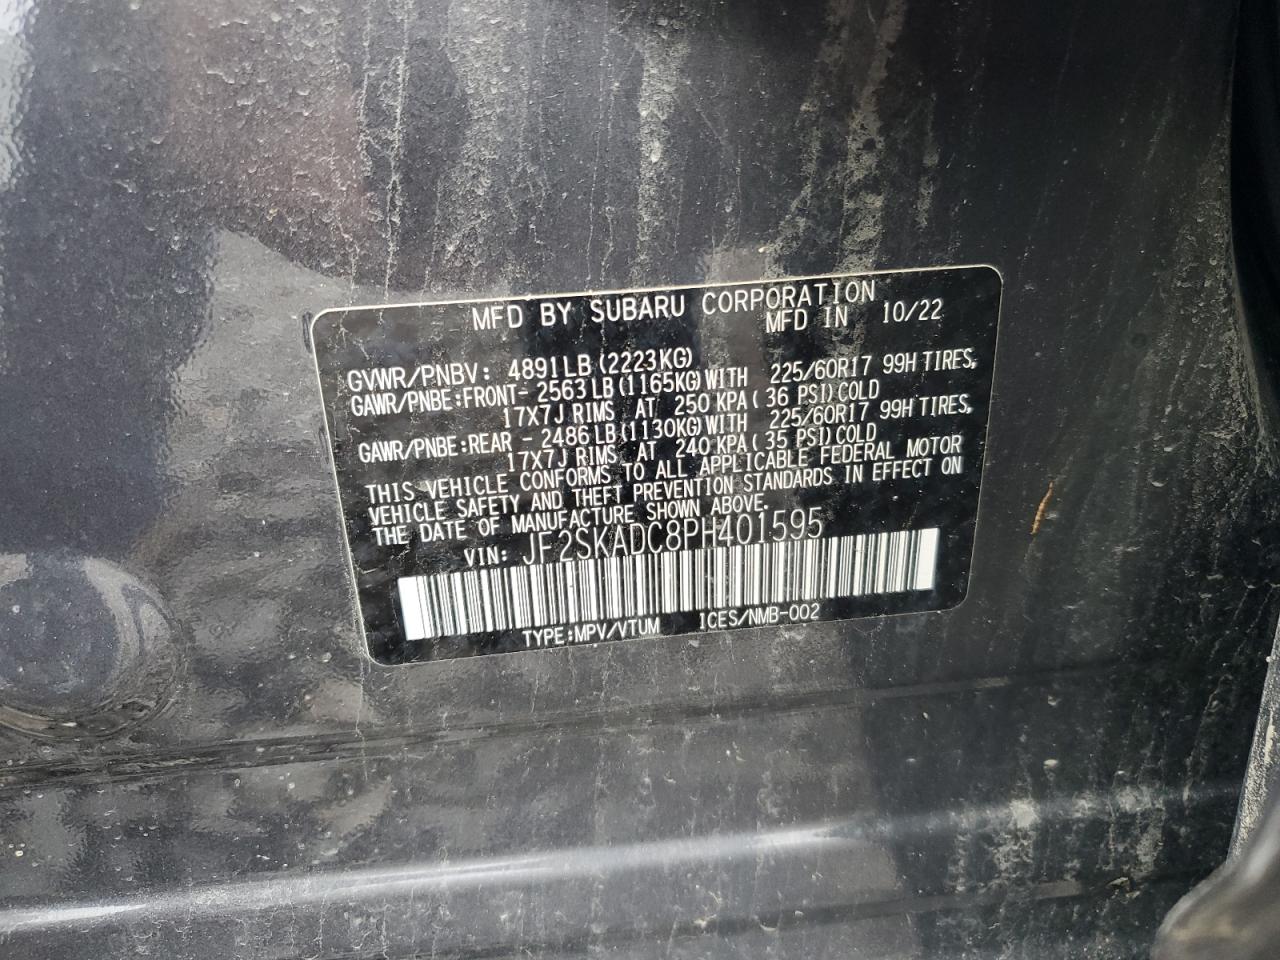 MFD BY SUBARU CORPORATION
MFD IN 10/22
GVWR/PNBV: 4891LB (2223KG)
GAWR/PNBE:FRONT- 2563LB (1165KG) WITH 225/60R17 99H TIRES,
17X7J RIMS AT 250 KPA( 36 PSI) COLD
GAWR/PNBE:REAR - 2486LB (1130KG) WITH 225/60R17 99H TIRES,
17X7J RIMS AT 240 KPA( 35 PSI) COLD
THIS VEHICLE CONFORMS TO ALL APPLICABLE FEDERAL MOTOR
VEHICLE SAFETY AND THEFT PREVENTION STANDARDS IN EFFECT ON
THE DATE OF MANUFACTURE SHOWN ABOVE.
VIN: JF2SKADC8PH401595
TYPE:MPV/VTUM ICES/NMB-002